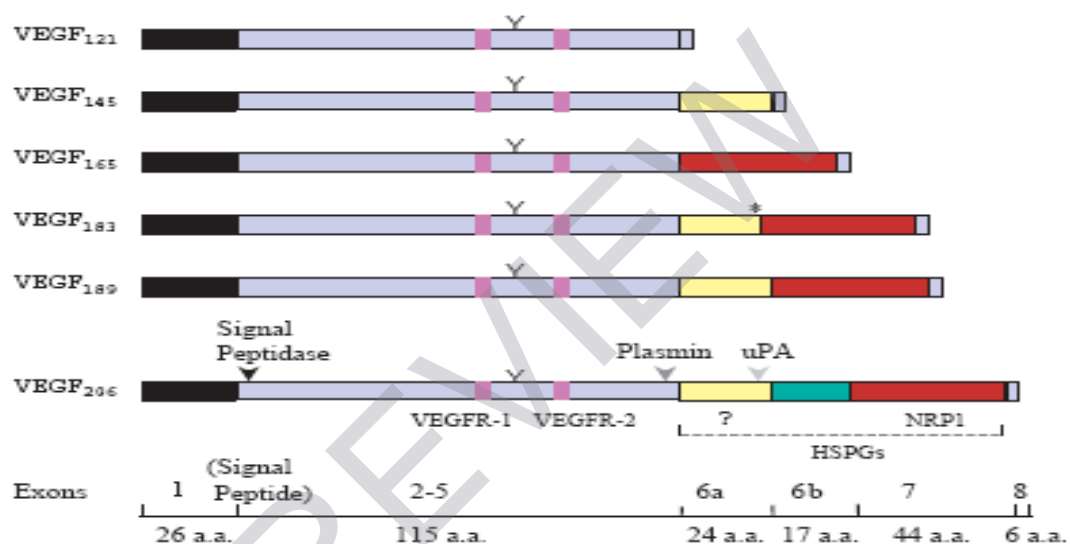 VEGF₁₂₁
VEGF₁₄₅
VEGF₁₆₅
VEGF₁₈₃
*
VEGF₁₈₉
Signal
Peptidase
Plasmin uPA
VEGF₂₀₆
VEGFR-1 VEGFR-2 ? NRP1
HSPGs
(Signal
Peptide)
Exons 1 2-5 6a 6b 7 8
26 a.a. 115 a.a. 24 a.a. 17 a.a. 44 a.a. 6 a.a.
EVIEW